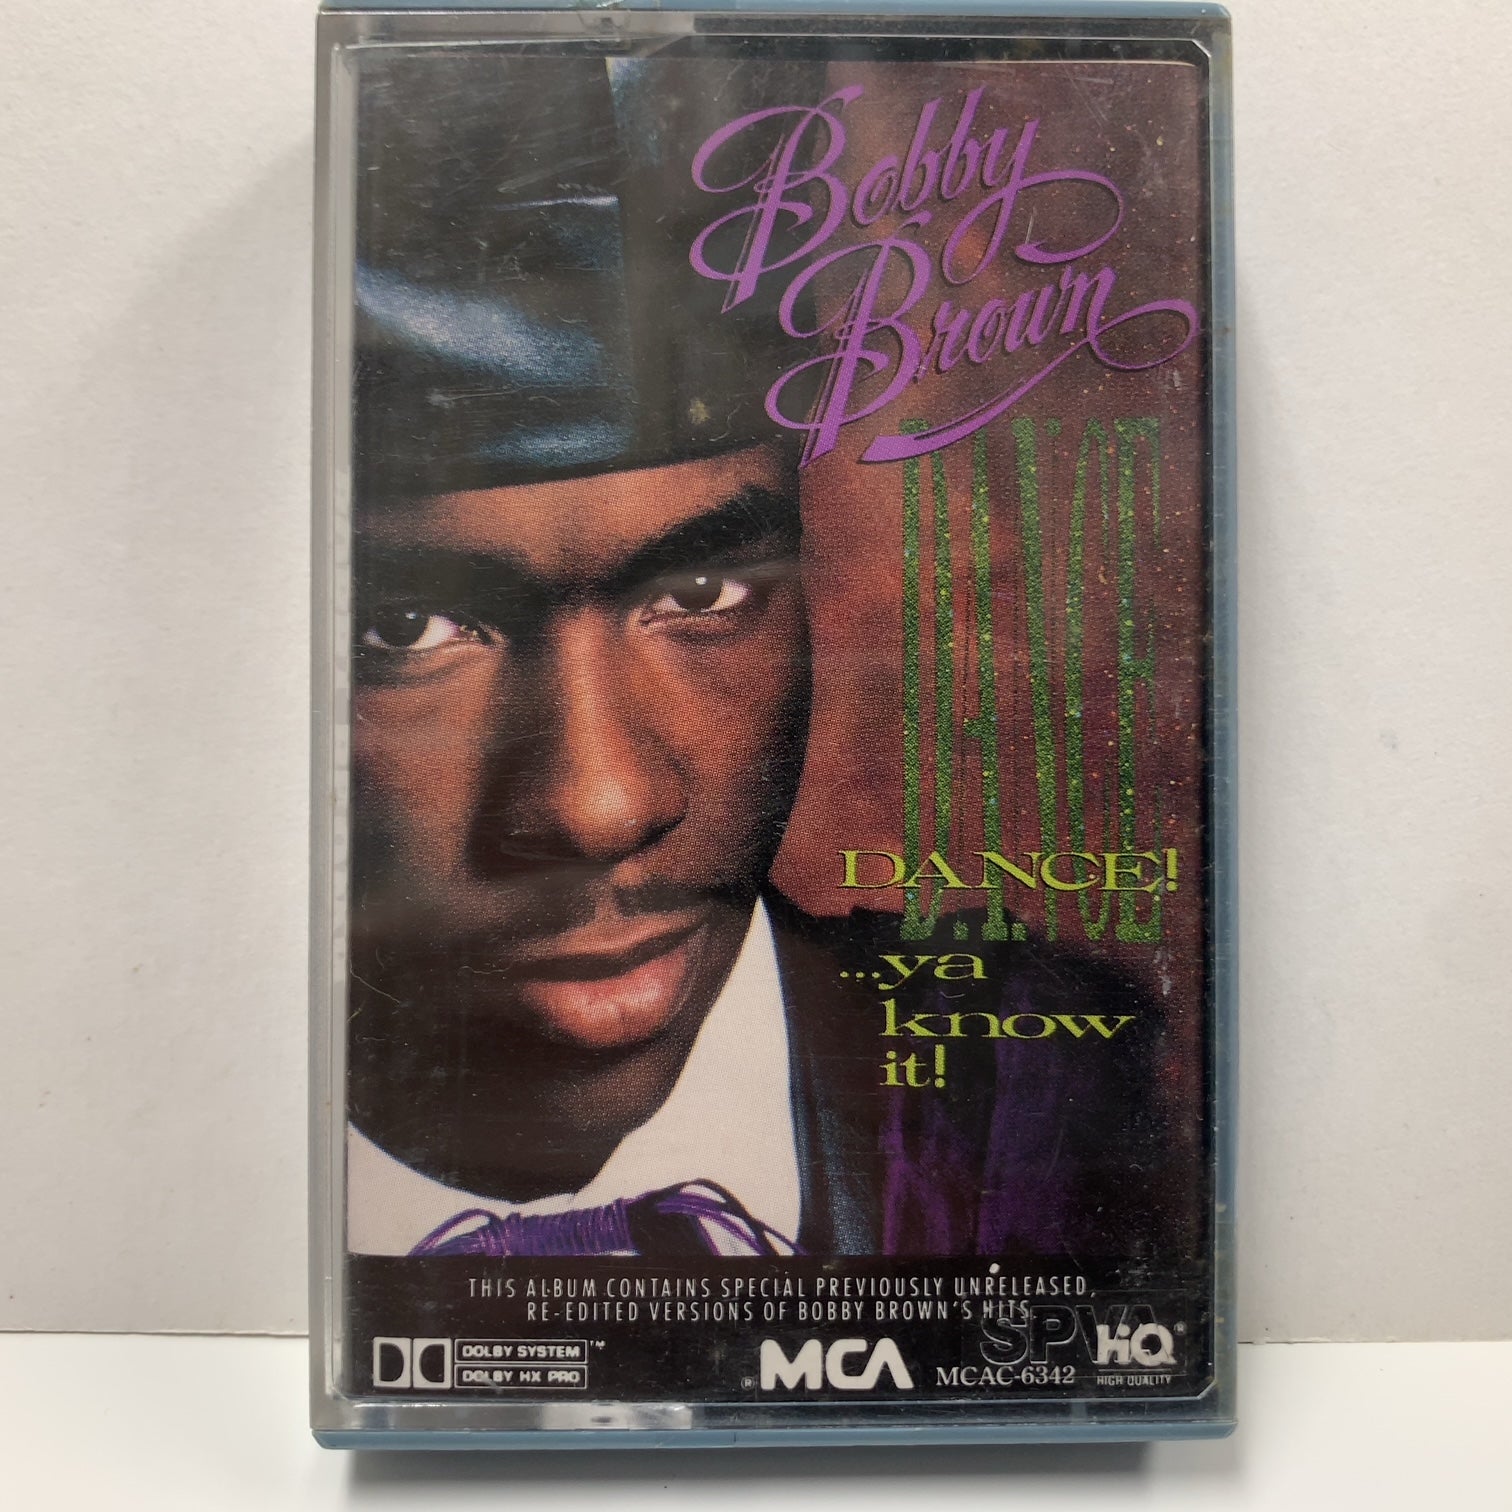 Bobby
Brown
DANCE
DANCE!
...ya
know
it!
THIS ALBUM CONTAINS SPECIAL PREVIOUSLY UNRELEASED,
RE-EDITED VERSIONS OF BOBBY BROWN'S HITS.
DOLBY SYSTEM ™
DOLBY HX PRO
® MCA
MCAC-6342
SPVA
HiQ ®
HIGH QUALITY